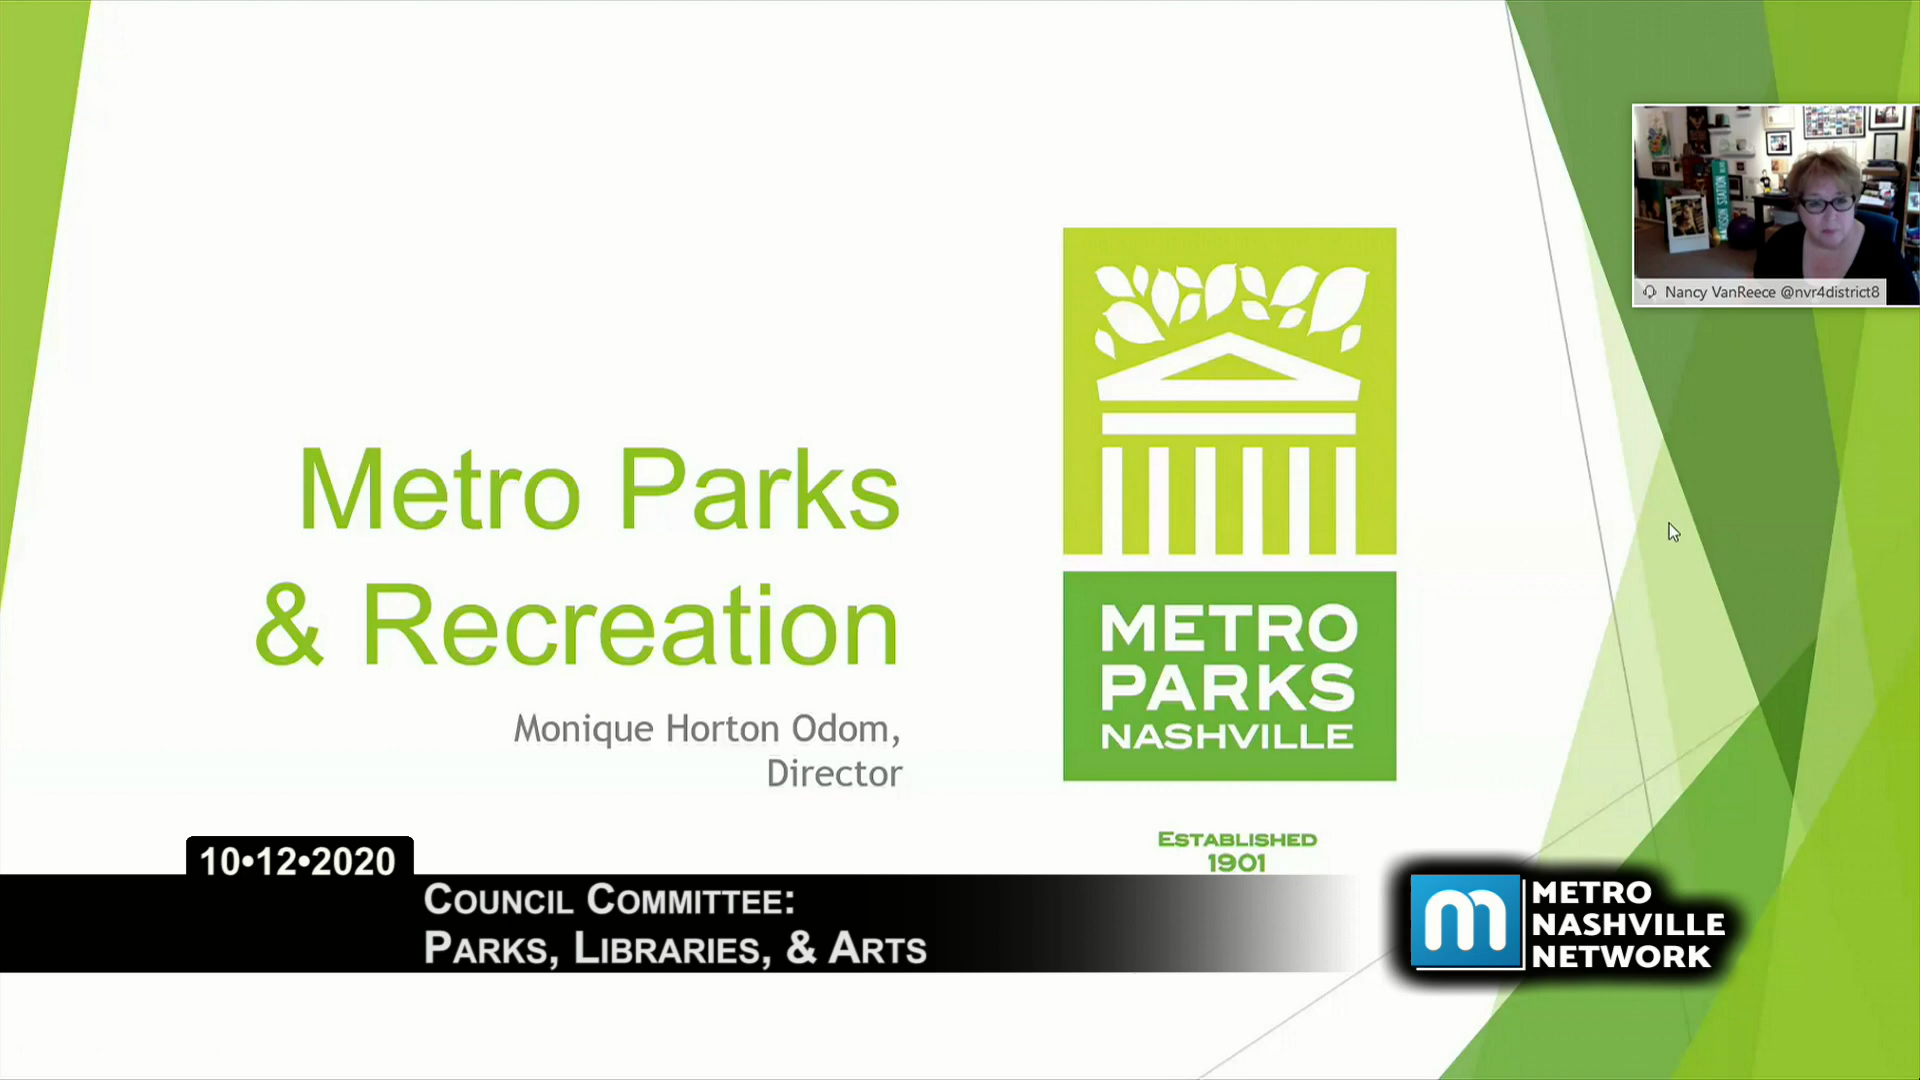 Metro Parks
& Recreation
Monique Horton Odom,
Director
METRO
PARKS
NASHVILLE
ESTABLISHED
1901
Nancy VanReece @nvr4district8
10•12•2020
COUNCIL COMMITTEE:
PARKS, LIBRARIES, & ARTS
m
METRO
NASHVILLE
NETWORK